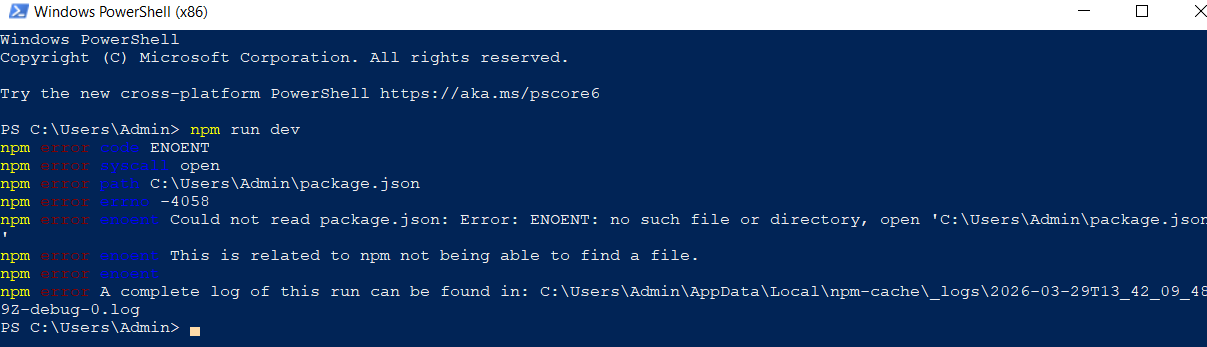 Windows PowerShell (x86)
Windows PowerShell
Copyright (C) Microsoft Corporation. All rights reserved.
Try the new cross-platform PowerShell https://aka.ms/pscore6
PS C:\Users\Admin> npm run dev
npm error code ENOENT
npm error syscall open
npm error path C:\Users\Admin\package.json
npm error errno -4058
npm error enoent Could not read package.json: Error: ENOENT: no such file or directory, open 'C:\Users\Admin\package.json
'
npm error enoent This is related to npm not being able to find a file.
npm error enoent
npm error A complete log of this run can be found in: C:\Users\Admin\AppData\Local\npm-cache\_logs\2026-03-29T13_42_09_48
9Z-debug-0.log
PS C:\Users\Admin>